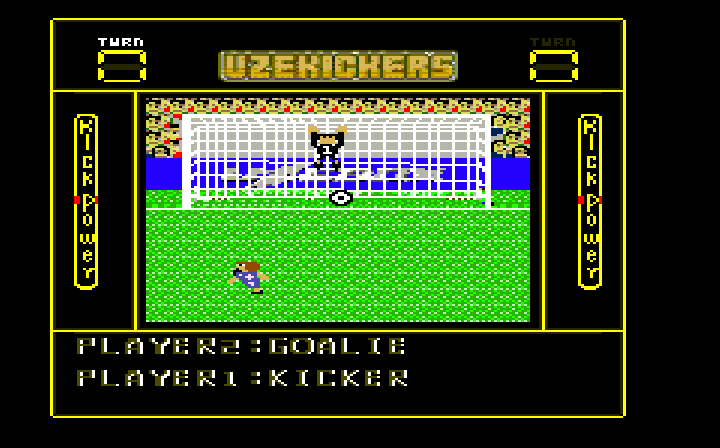 TURN
TURN
UZEKICKERS
Kick Power
Kick Power
PLAYER2:GOALIE
PLAYER1:KICKER